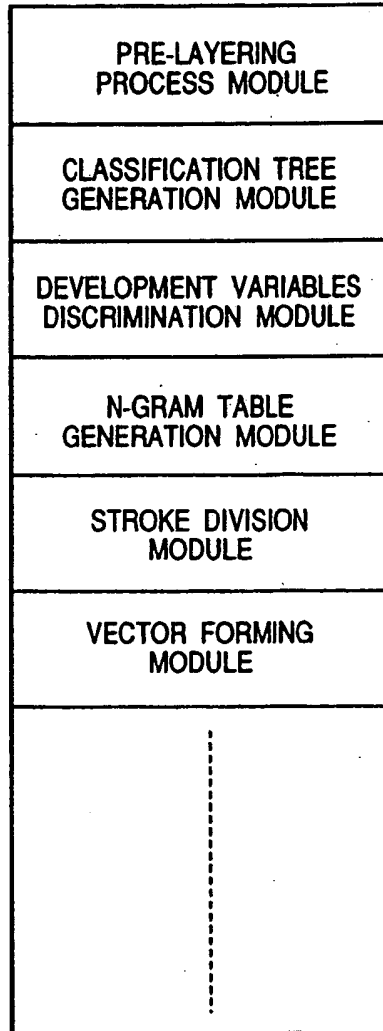 PRE-LAYERING
PROCESS MODULE
CLASSIFICATION TREE
GENERATION MODULE
DEVELOPMENT VARIABLES
DISCRIMINATION MODULE
N-GRAM TABLE
GENERATION MODULE
STROKE DIVISION
MODULE
VECTOR FORMING
MODULE